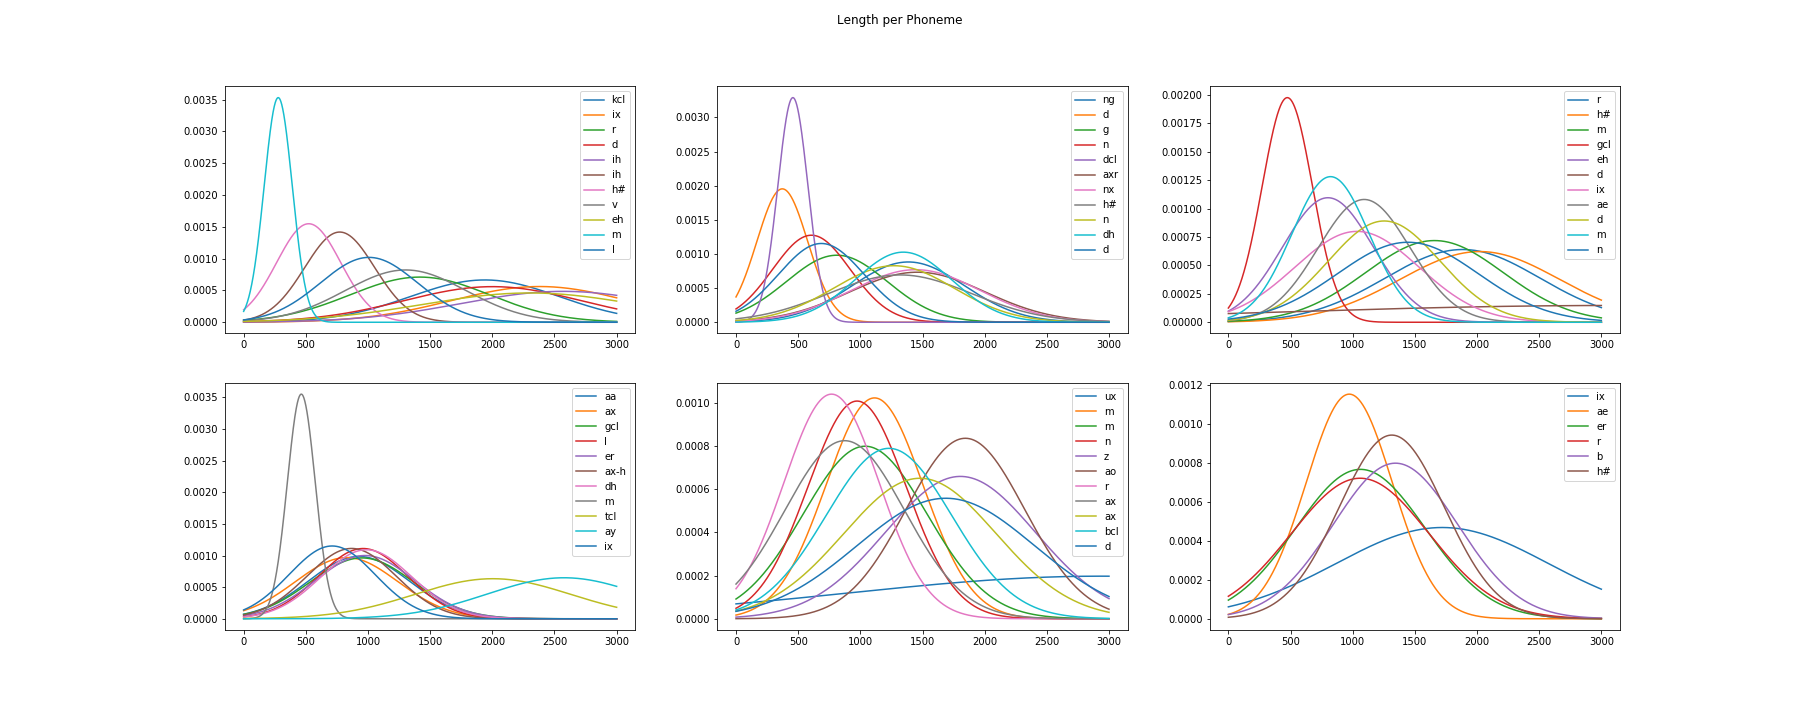 Length per Phoneme
0.0035
0.0030
0.0025
0.0020
0.0015
0.0010
0.0005
0.0000
0 500 1000 1500 2000 2500 3000
kcl
ix
r
d
ih
ih
h#
v
eh
m
l
0.0030
0.0025
0.0020
0.0015
0.0010
0.0005
0.0000
0 500 1000 1500 2000 2500 3000
ng
d
g
n
dcl
axr
nx
h#
n
dh
d
0.00200
0.00175
0.00150
0.00125
0.00100
0.00075
0.00050
0.00025
0.00000
0 500 1000 1500 2000 2500 3000
r
h#
m
gcl
eh
d
ix
ae
d
m
n
0.0035
0.0030
0.0025
0.0020
0.0015
0.0010
0.0005
0.0000
0 500 1000 1500 2000 2500 3000
aa
ax
gcl
l
er
ax-h
dh
m
tcl
ay
ix
0.0010
0.0008
0.0006
0.0004
0.0002
0.0000
0 500 1000 1500 2000 2500 3000
ux
m
m
n
z
ao
r
ax
ax
bcl
d
0.0012
0.0010
0.0008
0.0006
0.0004
0.0002
0.0000
0 500 1000 1500 2000 2500 3000
ix
ae
er
r
b
h#